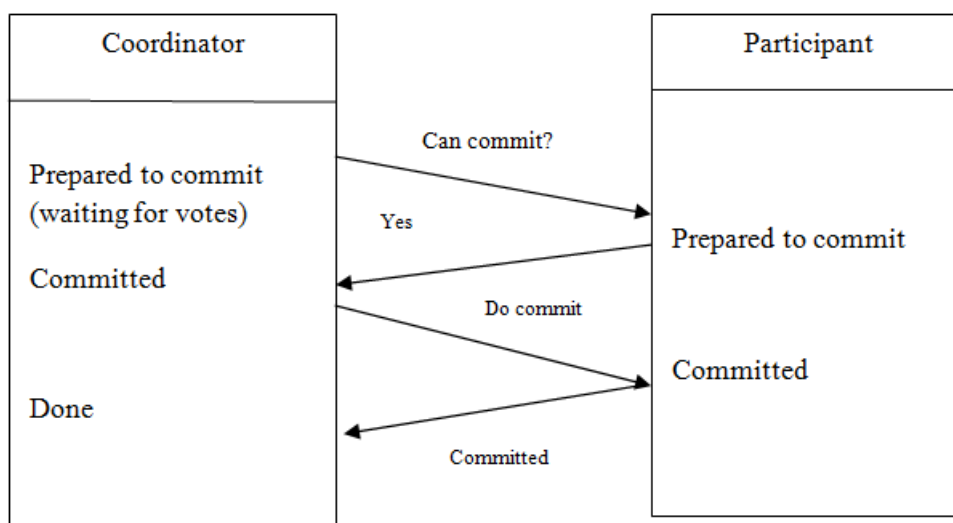 Coordinator
Participant
Can commit?
Prepared to commit
(waiting for votes)
Yes
Prepared to commit
Committed
Do commit
Committed
Done
Committed